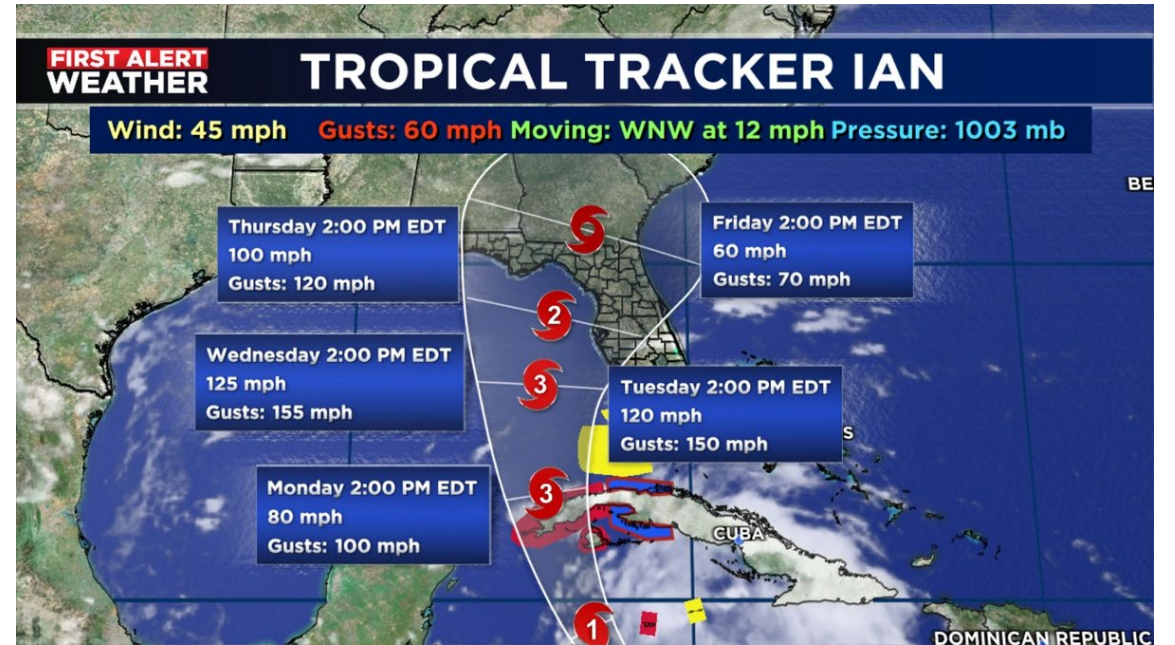 FIRST ALERT
WEATHER
TROPICAL TRACKER IAN
Wind: 45 mph Gusts: 60 mph Moving: WNW at 12 mph Pressure: 1003 mb
BE
Thursday 2:00 PM EDT
100 mph
Gusts: 120 mph
Friday 2:00 PM EDT
60 mph
Gusts: 70 mph
2
Wednesday 2:00 PM EDT
125 mph
Gusts: 155 mph
3
Tuesday 2:00 PM EDT
120 mph
Gusts: 150 mph
S
Monday 2:00 PM EDT
80 mph
Gusts: 100 mph
3
CUBA
1
DOMINICAN REPUBLIC